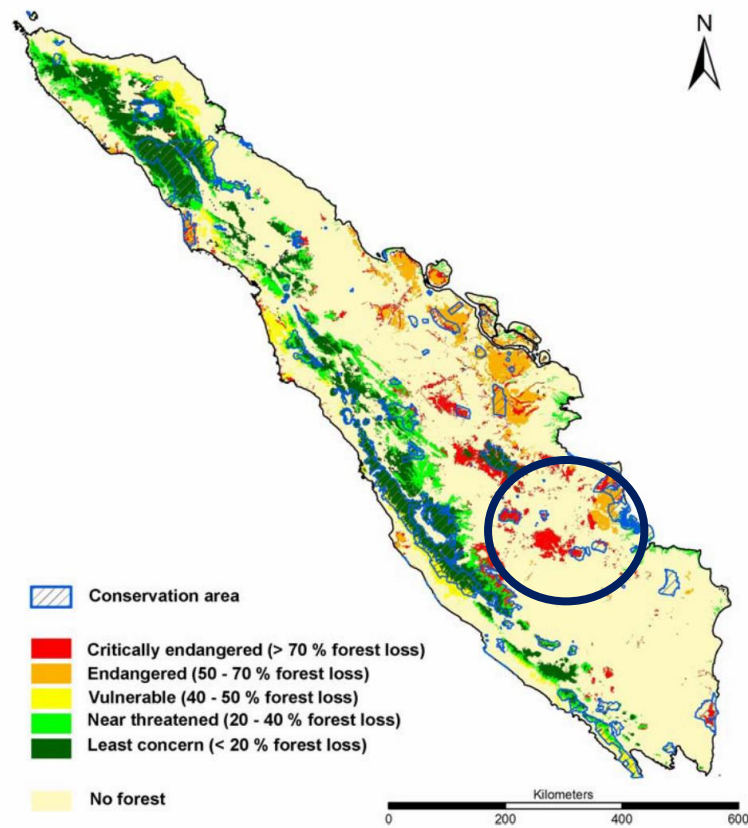 N
Conservation area
Critically endangered (> 70 % forest loss)
Endangered (50 - 70 % forest loss)
Vulnerable (40 - 50 % forest loss)
Near threatened (20 - 40 % forest loss)
Least concern (< 20 % forest loss)
No forest
Kilometers
0 200 400 600